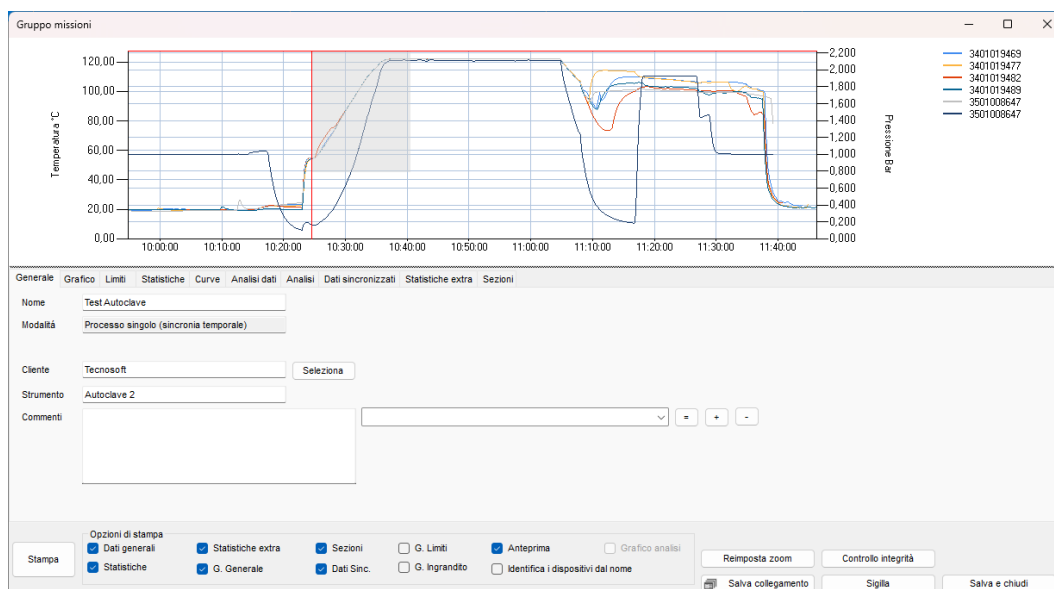 Gruppo missioni
120,00
100,00
80,00
60,00
40,00
20,00
0,00
Temperatura °C
10:00:00 10:10:00 10:20:00 10:30:00 10:40:00 10:50:00 11:00:00 11:10:00 11:20:00 11:30:00 11:40:00
2,200
2,000
1,800
1,600
1,400
1,200
1,000
0,800
0,600
0,400
0,200
0,000
Pressione Bar
3401019469
3401019477
3401019482
3401019489
3501008647
3501008647
Generale Grafico Limiti Statistiche Curve Analisi dati Analisi Dati sincronizzati Statistiche extra Sezioni
Nome Test Autoclave
Modalità Processo singolo (sincronia temporale)
Cliente Tecnosoft Seleziona
Strumento Autoclave 2
Commenti = + -
Opzioni di stampa
Stampa
Dati generali Statistiche extra Sezioni G. Limiti Anteprima Grafico analisi
Statistiche G. Generale Dati Sinc. G. Ingrandito Identifica i dispositivi dal nome
Reimposta zoom Controllo integrità
Salva collegamento Sigilla Salva e chiudi